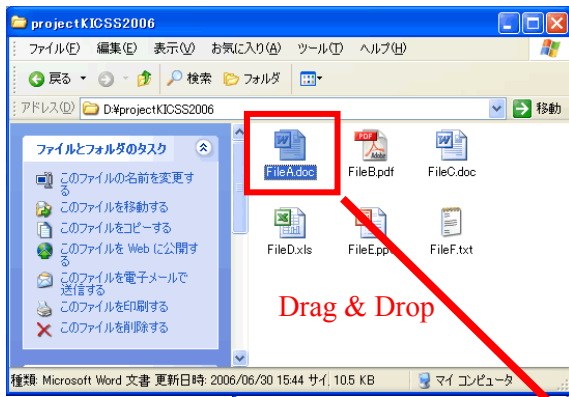 projectKICSS2006
ファイル(F) 編集(E) 表示(V) お気に入り(A) ツール(T) ヘルプ(H)
戻る 検索 フォルダ
アドレス(D) D:¥projectKICSS2006 移動
ファイルとフォルダのタスク
このファイルの名前を変更す
る
このファイルを移動する
このファイルをコピーする
このファイルを Web に公開す
る
このファイルを電子メールで
送信する
このファイルを印刷する
このファイルを削除する
FileA.doc FileB.pdf FileC.doc
FileD.xls FileE.pp FileF.txt
Drag & Drop
種類: Microsoft Word 文書 更新日時: 2006/06/30 15:44 サイ 10.5 KB マイ コンピュータ